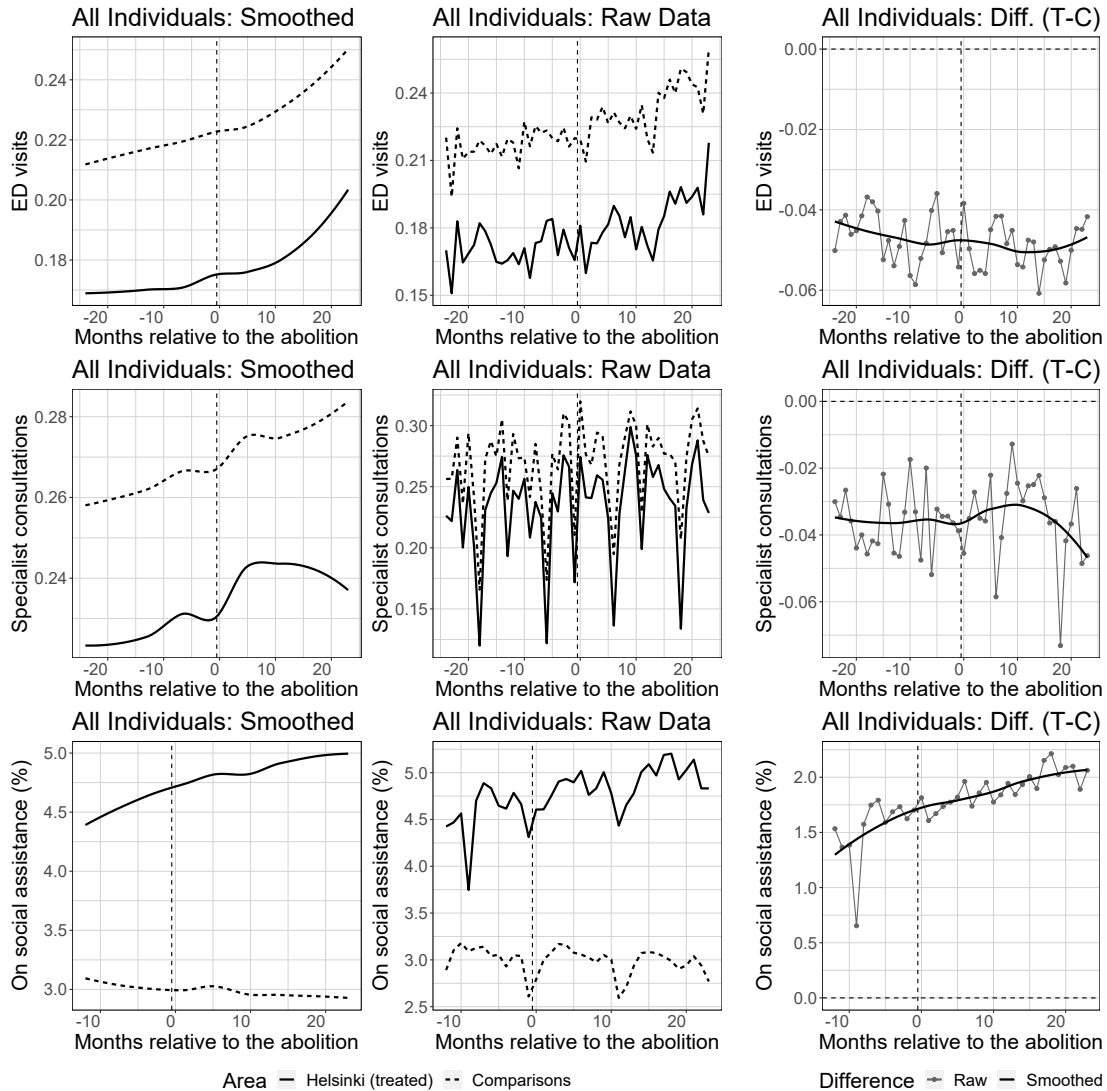 All Individuals: Smoothed
ED visits
0.24
0.22
0.20
0.18
-20 -10 0 10 20
Months relative to the abolition
All Individuals: Raw Data
ED visits
0.24
0.21
0.18
0.15
-20 -10 0 10 20
Months relative to the abolition
All Individuals: Diff. (T-C)
ED visits
0.00
-0.02
-0.04
-0.06
-20 -10 0 10 20
Months relative to the abolition
All Individuals: Smoothed
Specialist consultations
0.28
0.26
0.24
-20 -10 0 10 20
Months relative to the abolition
All Individuals: Raw Data
Specialist consultations
0.30
0.25
0.20
0.15
-20 -10 0 10 20
Months relative to the abolition
All Individuals: Diff. (T-C)
Specialist consultations
0.00
-0.02
-0.04
-0.06
-20 -10 0 10 20
Months relative to the abolition
All Individuals: Smoothed
On social assistance (%)
5.0
4.5
4.0
3.5
3.0
-10 0 10 20
Months relative to the abolition
All Individuals: Raw Data
On social assistance (%)
5.0
4.5
4.0
3.5
3.0
2.5
-10 0 10 20
Months relative to the abolition
All Individuals: Diff. (T-C)
On social assistance (%)
2.0
1.5
1.0
0.5
0.0
-10 0 10 20
Months relative to the abolition
Area Helsinki (treated) Comparisons
Difference Raw Smoothed